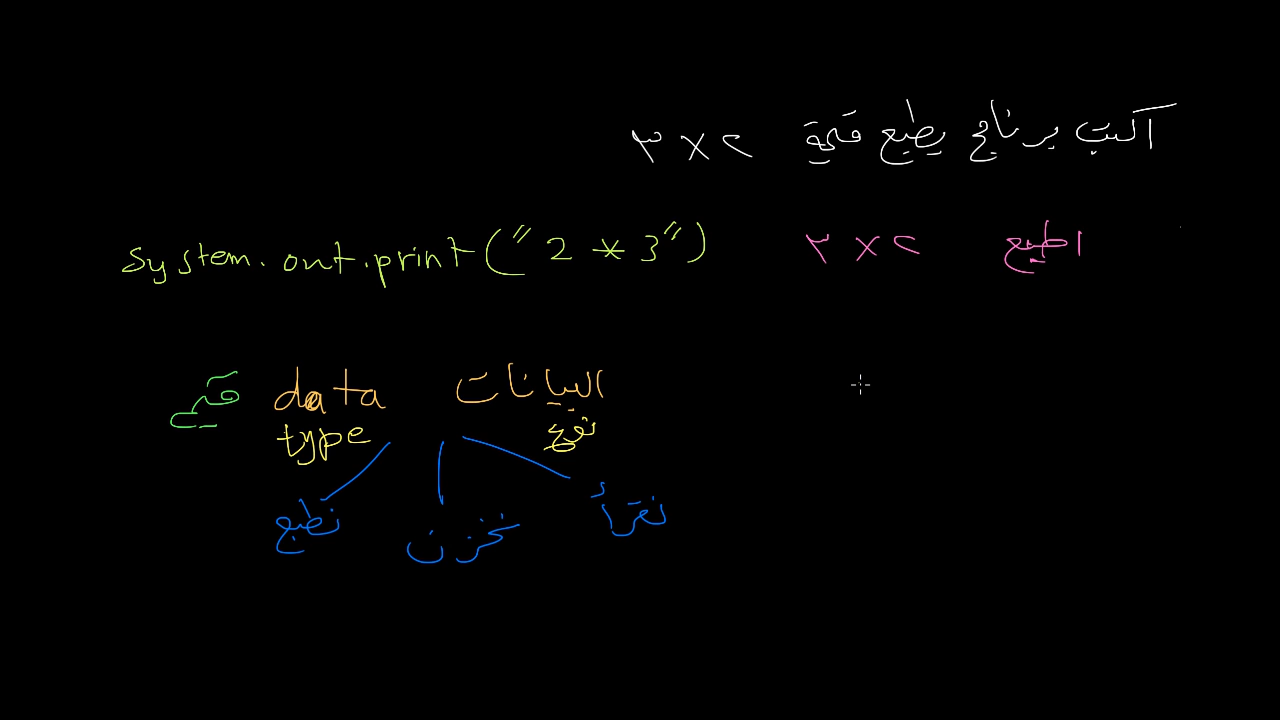 اكتب برنامج يطبع قيمة ٢ × ٣
اطبع ٢ × ٣
System.out.print("2 * 3")
البيانات data قيم
نوع type
نقرأ نخزن نطبع